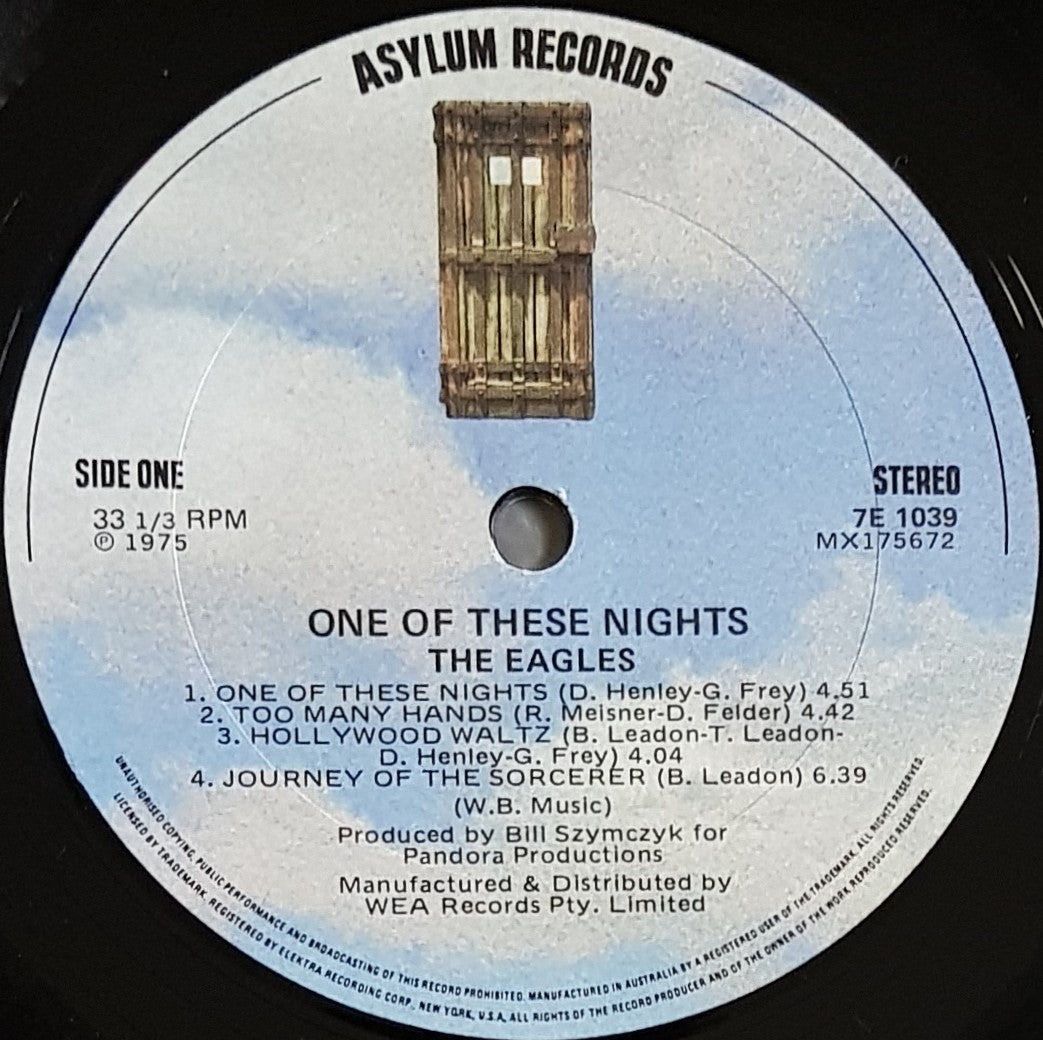 ASYLUM RECORDS
SIDE ONE
33 1/3 RPM
℗ 1975
STEREO
7E 1039
MX175672
ONE OF THESE NIGHTS
THE EAGLES
1. ONE OF THESE NIGHTS (D. Henley-G. Frey) 4.51
2. TOO MANY HANDS (R. Meisner-D. Felder) 4.42
3. HOLLYWOOD WALTZ (B. Leadon-T. Leadon-
D. Henley-G. Frey) 4.04
4. JOURNEY OF THE SORCERER (B. Leadon) 6.39
(W.B. Music)
Produced by Bill Szymczyk for
Pandora Productions
Manufactured & Distributed by
WEA Records Pty. Limited
UNAUTHORISED COPYING, PUBLIC PERFORMANCE AND BROADCASTING OF THIS RECORD PROHIBITED. MANUFACTURED IN AUSTRALIA BY A REGISTERED USER OF THE TRADEMARK. ALL RIGHTS RESERVED.
LICENSED BY TRADEMARK. REGISTERED BY ELEKTRA RECORDING CORP., NEW YORK, U.S.A. ALL RIGHTS OF THE RECORD PRODUCER AND OF THE OWNER OF THE WORK REPRODUCED RESERVED.